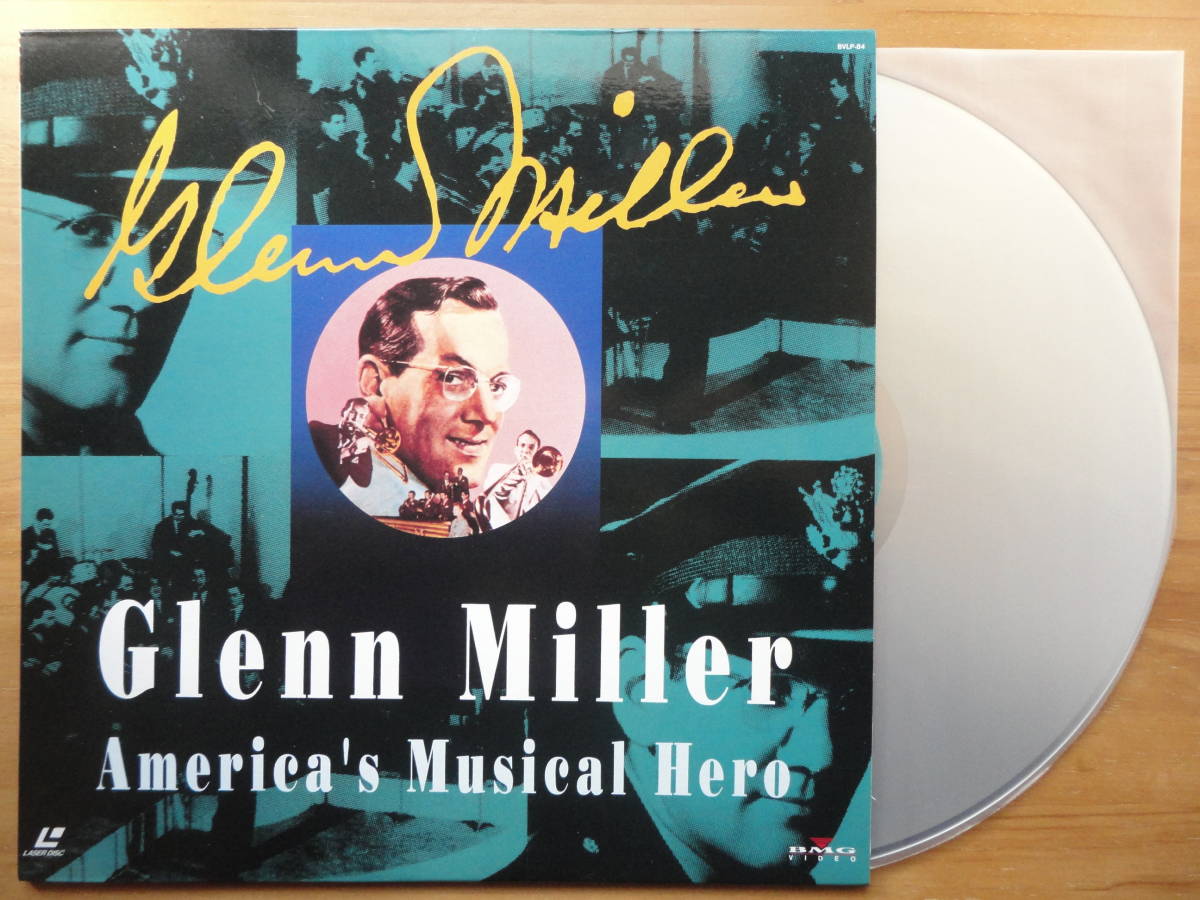 BVLP-84
Glenn Miller
Glenn Miller
America's Musical Hero
LASER DISC
BMG
VIDEO